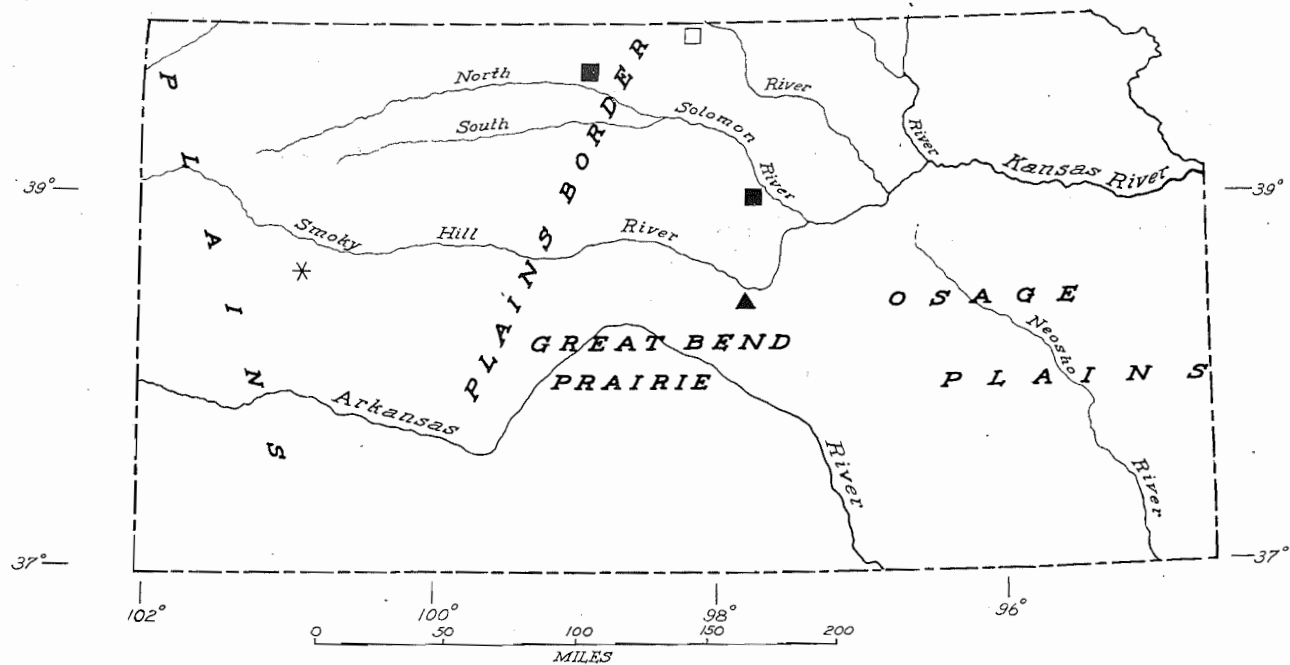 North
South
Solomon
River
River
River
Kansas River
39°
39°
Smoky Hill River
PLAINS
PLAINS BORDER
OSAGE
PLAINS
Neosho
River
GREAT BEND
PRAIRIE
Arkansas
River
37°
37°
102° 100° 98° 96°
0 50 100 150 200
MILES